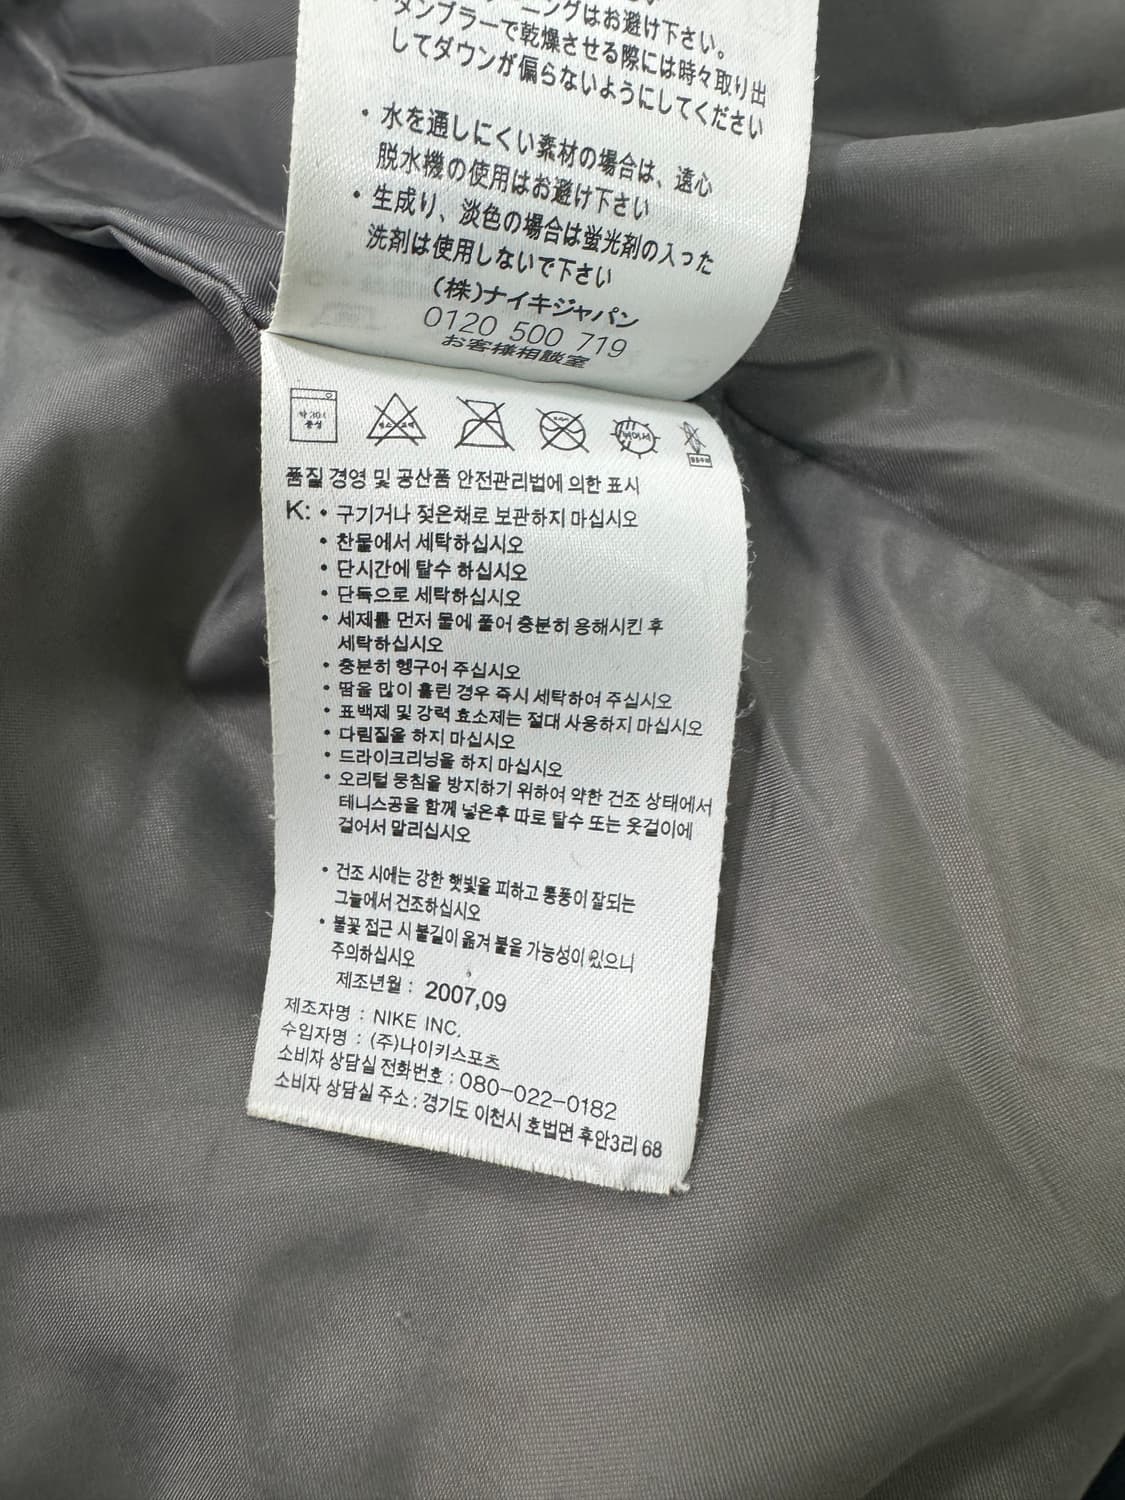 ングはお避け下さい。
タンブラーで乾燥させる際には時々取り出
してダウンが偏らないようにしてください
・水を通しにくい素材の場合は、遠心
脱水機の使用はお避け下さい
・生成り、淡色の場合は蛍光剤の入った
洗剤は使用しないで下さい
(株)ナイキジャパン
0120 500 719
お客様相談室
약 30℃
중성
품질 경영 및 공산품 안전관리법에 의한 표시
K: • 구기거나 젖은채로 보관하지 마십시오
• 찬물에서 세탁하십시오
• 단시간에 탈수 하십시오
• 단독으로 세탁하십시오
• 세제를 먼저 물에 풀어 충분히 용해시킨 후
세탁하십시오
• 충분히 헹구어 주십시오
• 땀을 많이 흘린 경우 즉시 세탁하여 주십시오
• 표백제 및 강력 효소제는 절대 사용하지 마십시오
• 다림질을 하지 마십시오
• 드라이크리닝을 하지 마십시오
• 오리털 뭉침을 방지하기 위하여 약한 건조 상태에서
테니스공을 함께 넣은후 따로 탈수 또는 옷걸이에
걸어서 말리십시오
• 건조 시에는 강한 햇빛을 피하고 통풍이 잘되는
그늘에서 건조하십시오
• 불꽃 접근 시 불길이 옮겨 붙을 가능성이 있으니
주의하십시오
제조년월 : 2007,09
제조자명 : NIKE INC.
수입자명 : (주)나이키스포츠
소비자 상담실 전화번호 : 080-022-0182
소비자 상담실 주소 : 경기도 이천시 호법면 후안3리 68